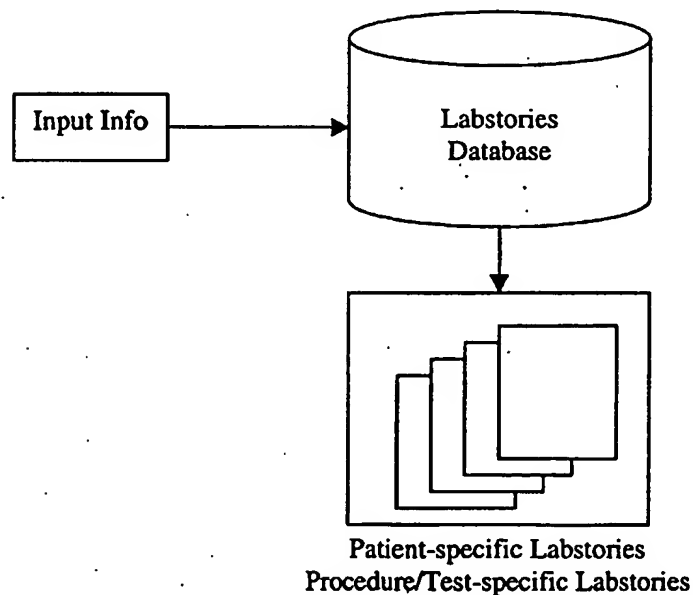 Input Info
Labstories
Database
Patient-specific Labstories
Procedure/Test-specific Labstories